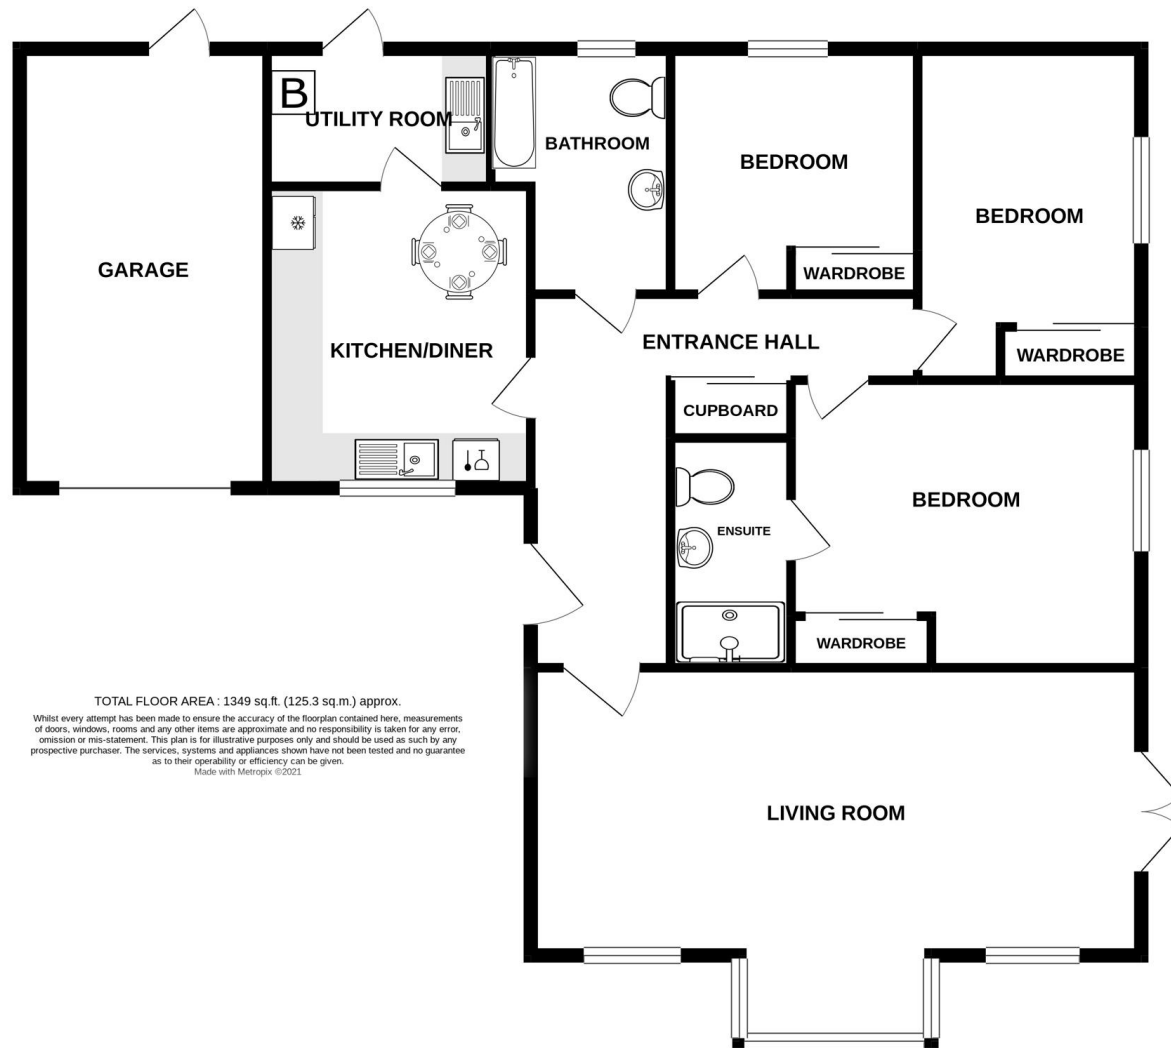 B
UTILITY ROOM
BATHROOM
BEDROOM
BEDROOM
GARAGE
WARDROBE
KITCHEN/DINER
ENTRANCE HALL
WARDROBE
CUPBOARD
BEDROOM
ENSUITE
WARDROBE
LIVING ROOM
TOTAL FLOOR AREA : 1349 sq.ft. (125.3 sq.m.) approx.
Whilst every attempt has been made to ensure the accuracy of the floorplan contained here, measurements
of doors, windows, rooms and any other items are approximate and no responsibility is taken for any error,
omission or mis-statement. This plan is for illustrative purposes only and should be used as such by any
prospective purchaser. The services, systems and appliances shown have not been tested and no guarantee
as to their operability or efficiency can be given.
Made with Metropix ©2021